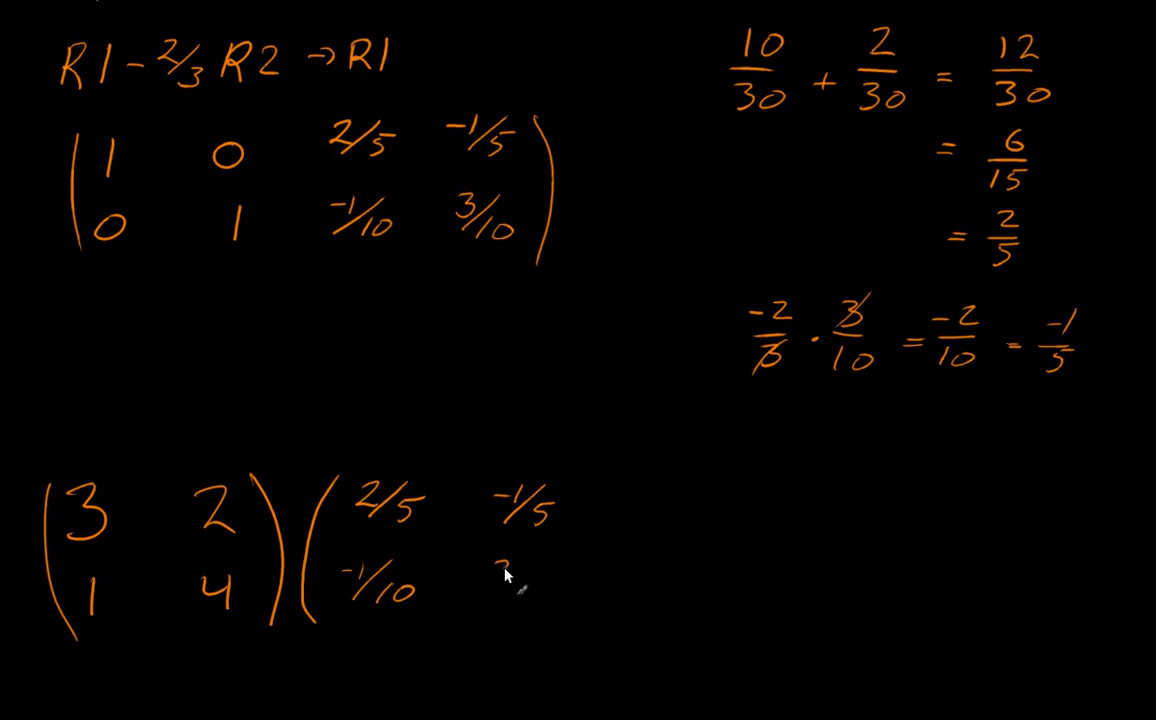 R1 - 2/3 R2 → R1
( 1 0 2/5 -1/5
0 1 -1/10 3/10 )
10/30 + 2/30 = 12/30
= 6/15
= 2/5
-2/3 · 3/10 = -2/10 = -1/5
( 3 2 ) ( 2/5 -1/5
1 4 -1/10